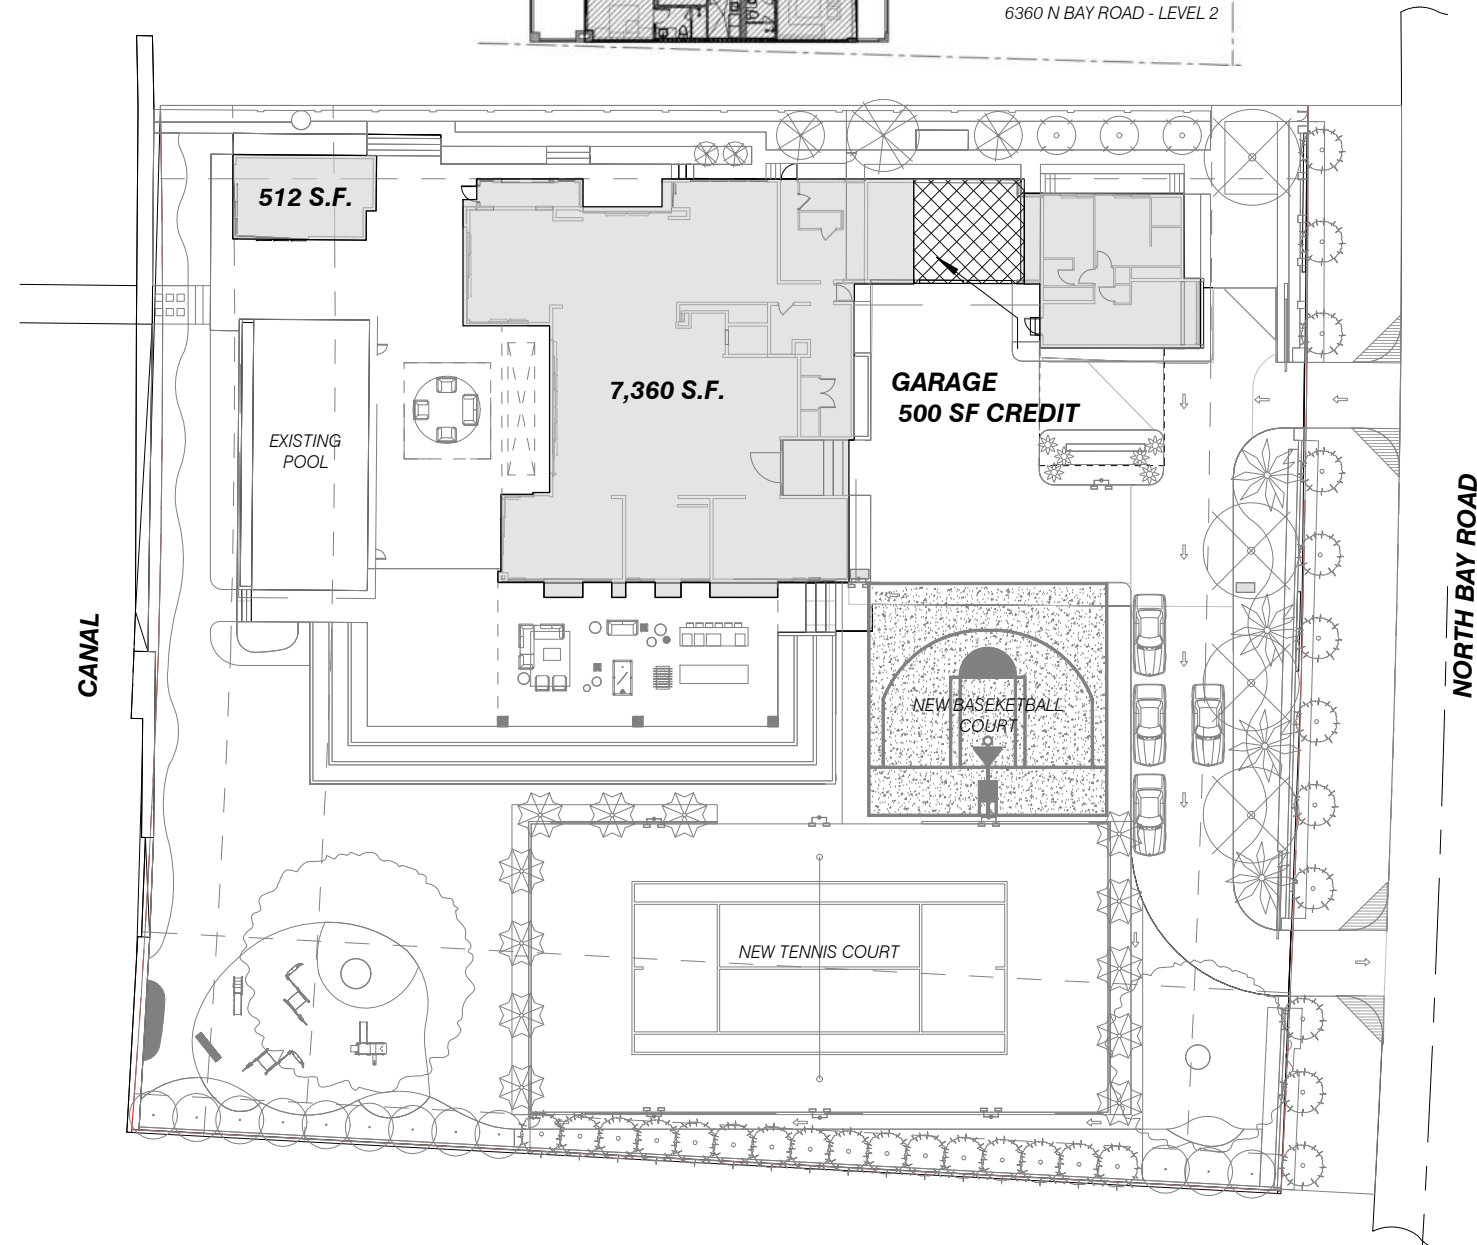 6360 N BAY ROAD - LEVEL 2
512 S.F.
7,360 S.F.
GARAGE
500 SF CREDIT
EXISTING
POOL
CANAL
NORTH BAY ROAD
NEW BASEKETBALL
COURT
NEW TENNIS COURT